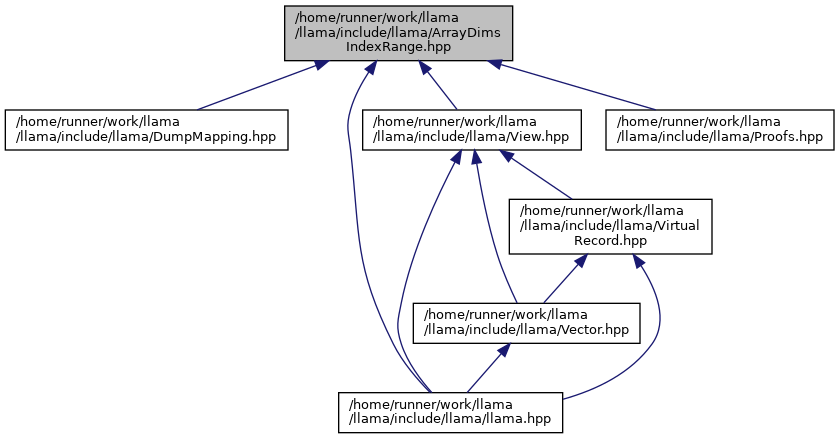 /home/runner/work/llama
/llama/include/llama/ArrayDims
IndexRange.hpp
/home/runner/work/llama
/llama/include/llama/DumpMapping.hpp
/home/runner/work/llama
/llama/include/llama/View.hpp
/home/runner/work/llama
/llama/include/llama/Proofs.hpp
/home/runner/work/llama
/llama/include/llama/Virtual
Record.hpp
/home/runner/work/llama
/llama/include/llama/Vector.hpp
/home/runner/work/llama
/llama/include/llama/llama.hpp